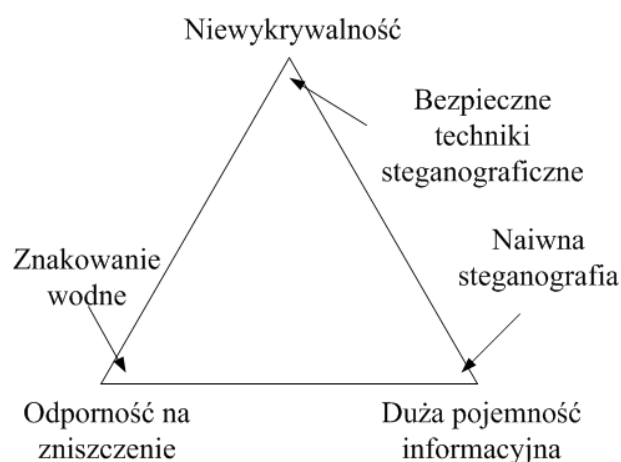 Niewykrywalność
Bezpieczne
techniki
steganograficzne
Naiwna
steganografia
Znakowanie
wodne
Odporność na
zniszczenie
Duża pojemność
informacyjna